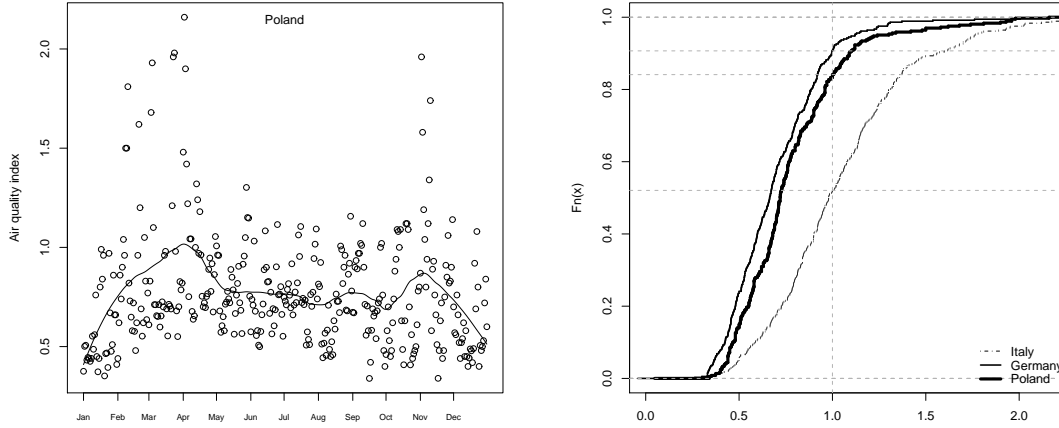 Poland
Air quality index
2.0
1.5
1.0
0.5
Jan Feb Mar Apr May Jun Jul Aug Sep Oct Nov Dec
Fn(x)
1.0
0.8
0.6
0.4
0.2
0.0
0.0 0.5 1.0 1.5 2.0
Italy
Germany
Poland